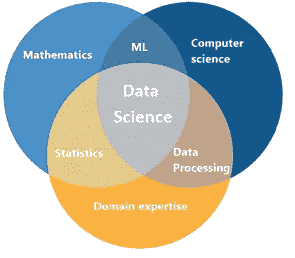 ML
Computer
science
Mathematics
Data
Science
Statistics
Data
Processing
Domain expertise